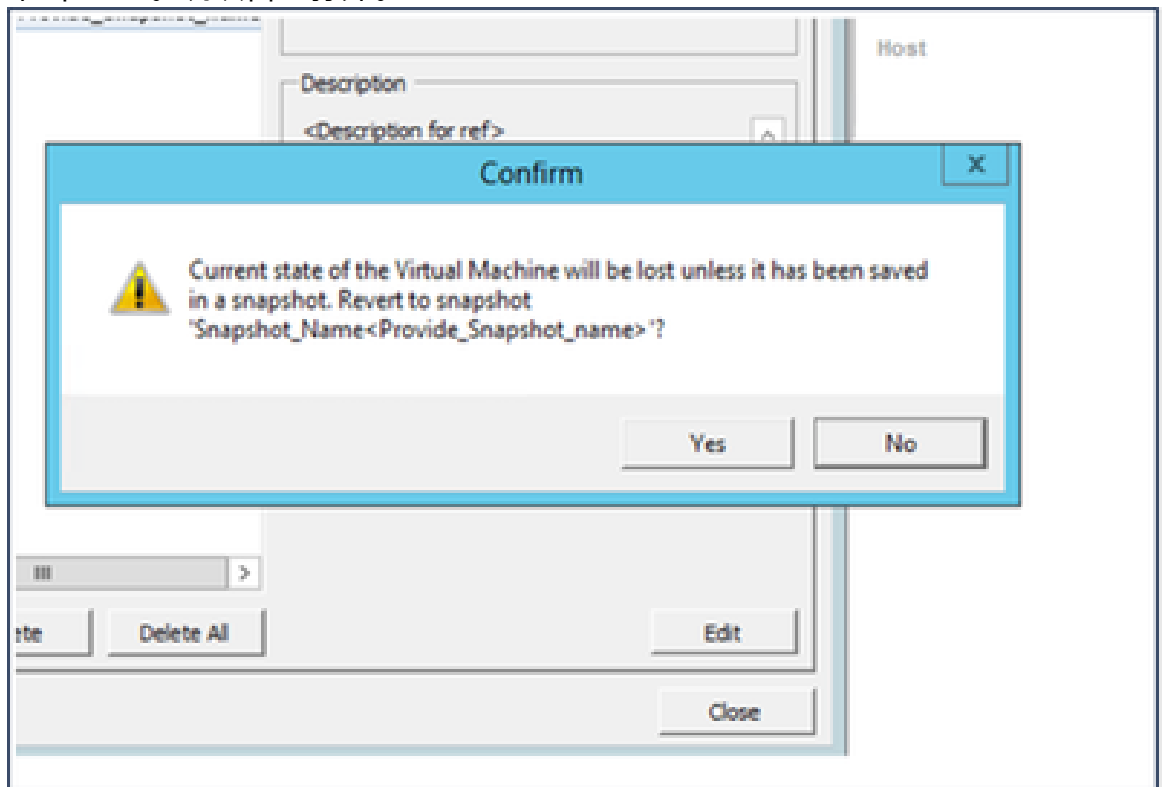 Host
Description
<Description for ref>
Confirm
X
Current state of the Virtual Machine will be lost unless it has been saved
in a snapshot. Revert to snapshot
'Snapshot_Name<Provide_Snapshot_name> '?
Yes
No
Delete All
Edit
Close